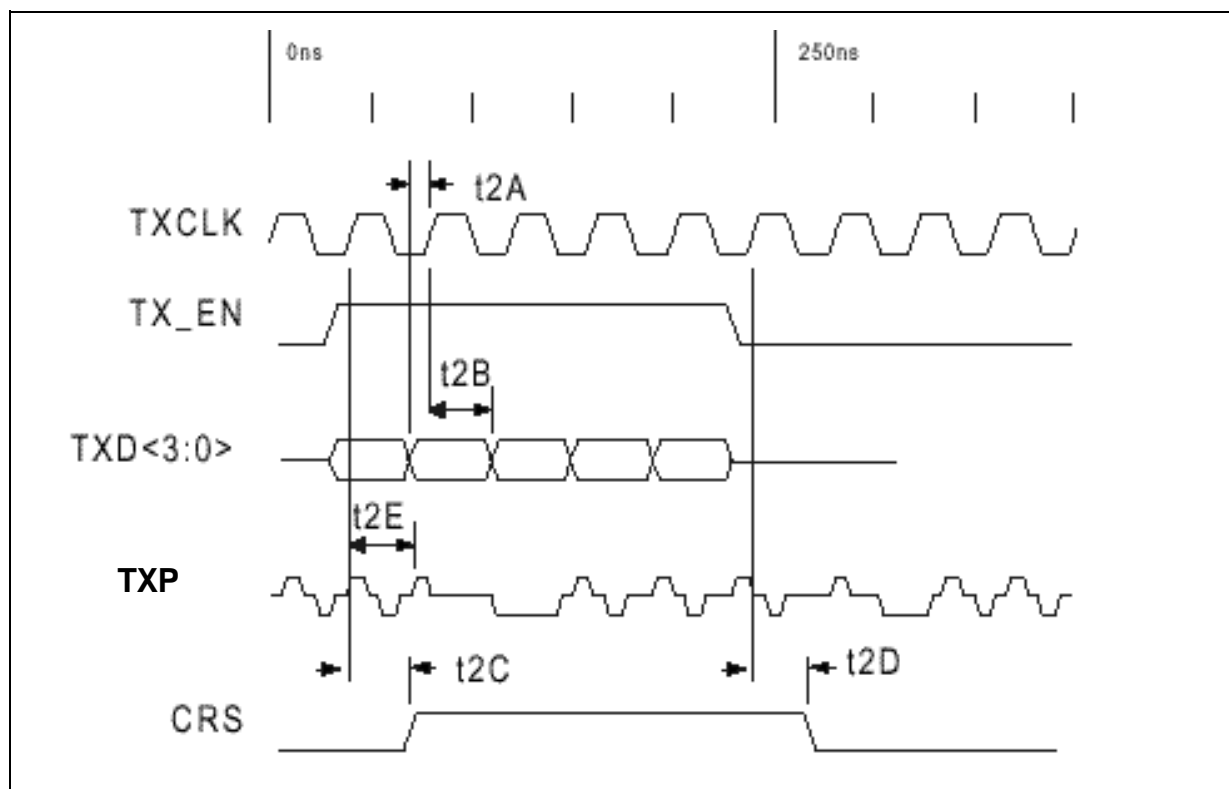 0ns
250ns
t2A
TXCLK
TX_EN
t2B
TXD<3:0>
t2E
TXP
t2C
t2D
CRS